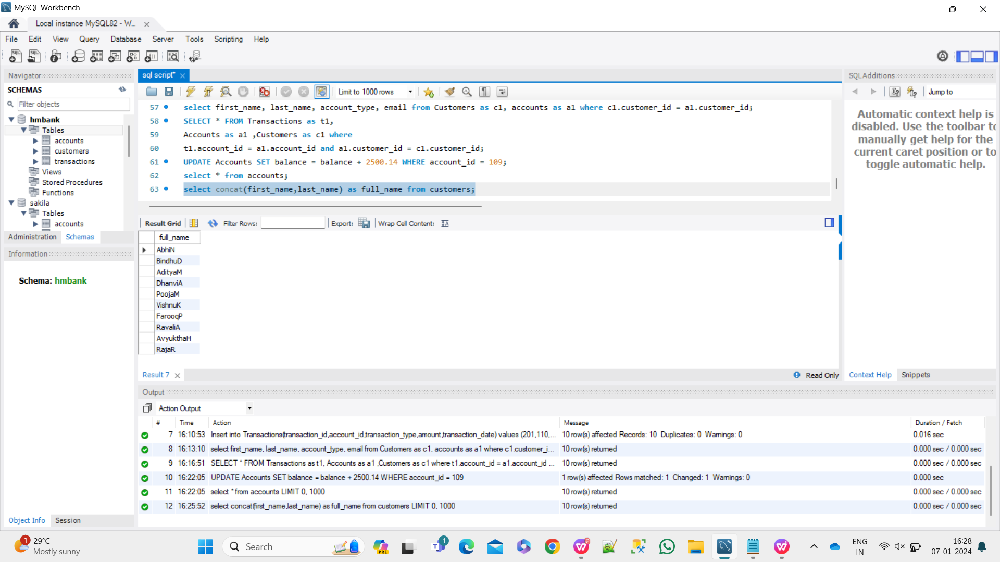 MySQL Workbench
Local instance MySQL82 - W...
File Edit View Query Database Server Tools Scripting Help
Navigator
SCHEMAS
Filter objects
hmbank
Tables
accounts
customers
transactions
Views
Stored Procedures
Functions
sakila
Tables
accounts
Administration Schemas
Information
Schema: hmbank
Object Info Session
sql script*
Limit to 1000 rows
57 select first_name, last_name, account_type, email from Customers as c1, accounts as a1 where c1.customer_id = a1.customer_id;
58 SELECT * FROM Transactions as t1,
59 Accounts as a1 ,Customers as c1 where
60 t1.account_id = a1.account_id and a1.customer_id = c1.customer_id;
61 UPDATE Accounts SET balance = balance + 2500.14 WHERE account_id = 109;
62 select * from accounts;
63 select concat(first_name,last_name) as full_name from customers;
Result Grid Filter Rows: Export: Wrap Cell Content:
full_name
AbhiN
BindhuD
AdityaM
DhanviA
PoojaM
VishnuK
FarooqP
RavaliA
AvyukthaH
RajaR
Result 7
Read Only
SQLAdditions
Jump to
Automatic context help is
disabled. Use the toolbar to
manually get help for the
current caret position or to
toggle automatic help.
Context Help Snippets
Output
Action Output
# Time Action Message Duration / Fetch
7 16:10:53 Insert into Transactions(transaction_id,account_id,transaction_type,amount,transaction_date) values (201,110,... 10 row(s) affected Records: 10 Duplicates: 0 Warnings: 0 0.016 sec
8 16:13:10 select first_name, last_name, account_type, email from Customers as c1, accounts as a1 where c1.customer_i... 10 row(s) returned 0.000 sec / 0.000 sec
9 16:16:51 SELECT * FROM Transactions as t1, Accounts as a1 ,Customers as c1 where t1.account_id = a1.account_id ... 10 row(s) returned 0.000 sec / 0.000 sec
10 16:22:05 UPDATE Accounts SET balance = balance + 2500.14 WHERE account_id = 109 1 row(s) affected Rows matched: 1 Changed: 1 Warnings: 0 0.000 sec
11 16:22:05 select * from accounts LIMIT 0, 1000 10 row(s) returned 0.000 sec / 0.000 sec
12 16:25:52 select concat(first_name,last_name) as full_name from customers LIMIT 0, 1000 10 row(s) returned 0.000 sec / 0.000 sec
1
29°C
Mostly sunny
Search
PRE
1
ENG
IN
16:28
07-01-2024